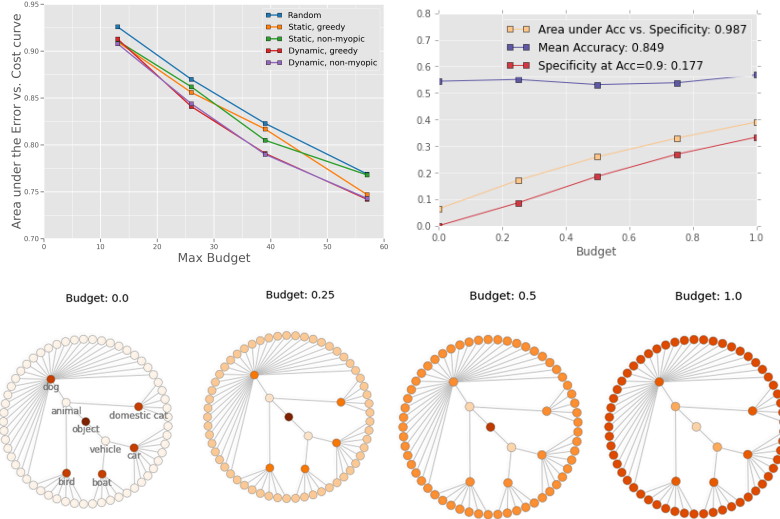 Area under the Error vs. Cost curve
0.95
0.90
0.85
0.80
0.75
0.70
0
10
20
30
40
50
60
Max Budget
Random
Static, greedy
Static, non-myopic
Dynamic, greedy
Dynamic, non-myopic
0.8
0.7
0.6
0.5
0.4
0.3
0.2
0.1
0.0
0.0
0.2
0.4
0.6
0.8
1.0
Budget
Area under Acc vs. Specificity: 0.987
Mean Accuracy: 0.849
Specificity at Acc=0.9: 0.177
Budget: 0.0
Budget: 0.25
Budget: 0.5
Budget: 1.0
dog
animal
domestic cat
object
vehicle
car
bird
boat